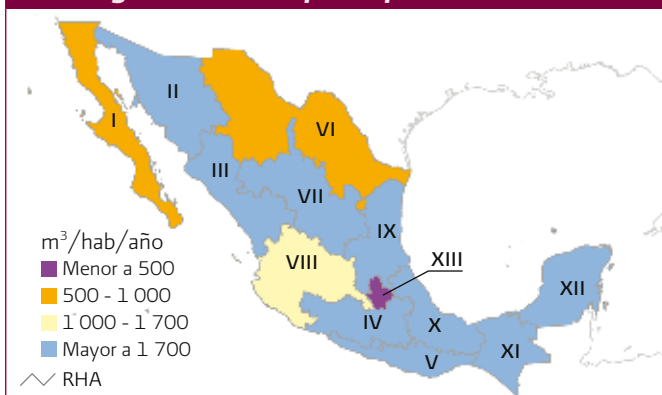 II
I
VI
III
VII
IX
m³/hab/año
Menor a 500
500 - 1 000
1 000 - 1 700
Mayor a 1 700
RHA
VIII
XIII
XII
IV
X
V
XI